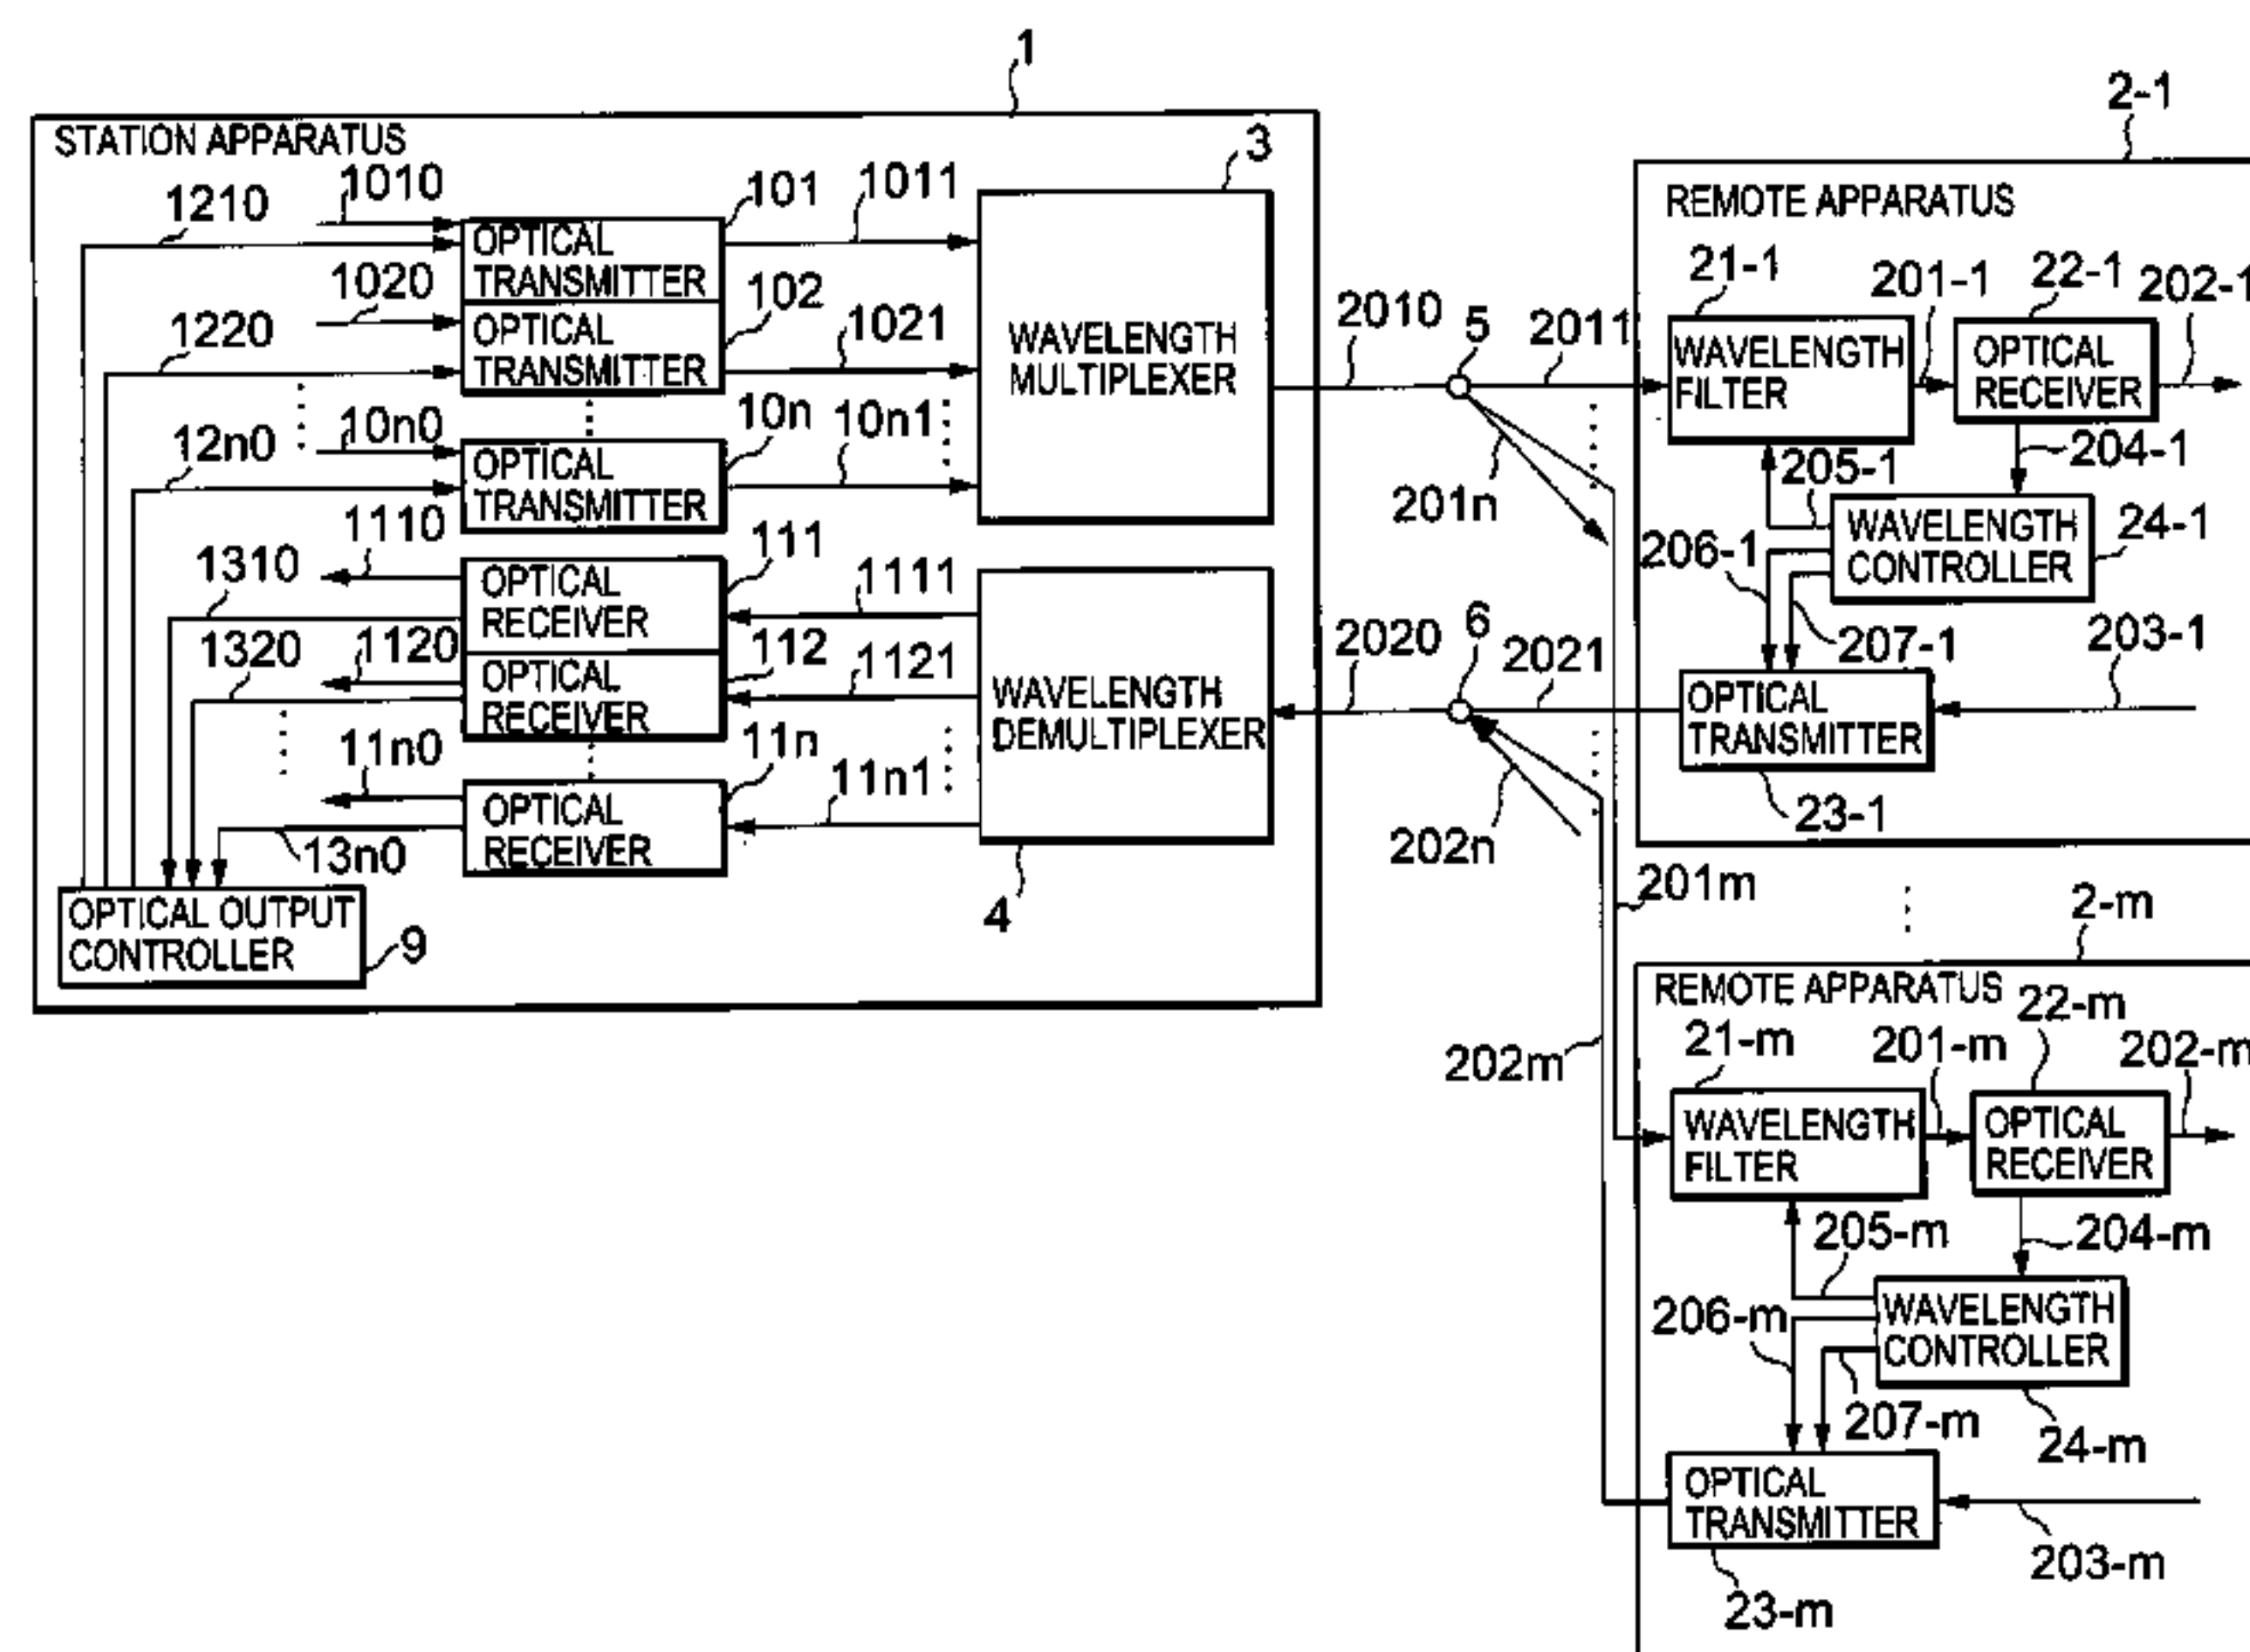 1
2-1
STATION APPARATUS
3
1010
101
1011
1210
REMOTE APPARATUS
OPTICAL
TRANSMITTER
1020
102
21-1
201-1
22-1
202-1
1220
OPTICAL
TRANSMITTER
1021
WAVELENGTH
MULTIPLEXER
2010
5
2011
WAVELENGTH
FILTER
OPTICAL
RECEIVER
10n0
10n
10n1
12n0
OPTICAL
TRANSMITTER
201n
205-1
204-1
1110
111
WAVELENGTH
CONTROLLER
24-1
206-1
1310
OPTICAL
RECEIVER
1111
6
1320
1120
112
1121
2020
2021
207-1
203-1
OPTICAL
RECEIVER
WAVELENGTH
DEMULTIPLEXER
OPTICAL
TRANSMITTER
11n0
11n
11n1
OPTICAL
RECEIVER
13n0
202n
23-1
201m
2-m
OPTICAL OUTPUT
CONTROLLER
9
4
REMOTE APPARATUS
22-m
21-m
201-m
202-m
202m
WAVELENGTH
FILTER
OPTICAL
RECEIVER
205-m
204-m
206-m
WAVELENGTH
CONTROLLER
207-m
24-m
OPTICAL
TRANSMITTER
203-m
23-m